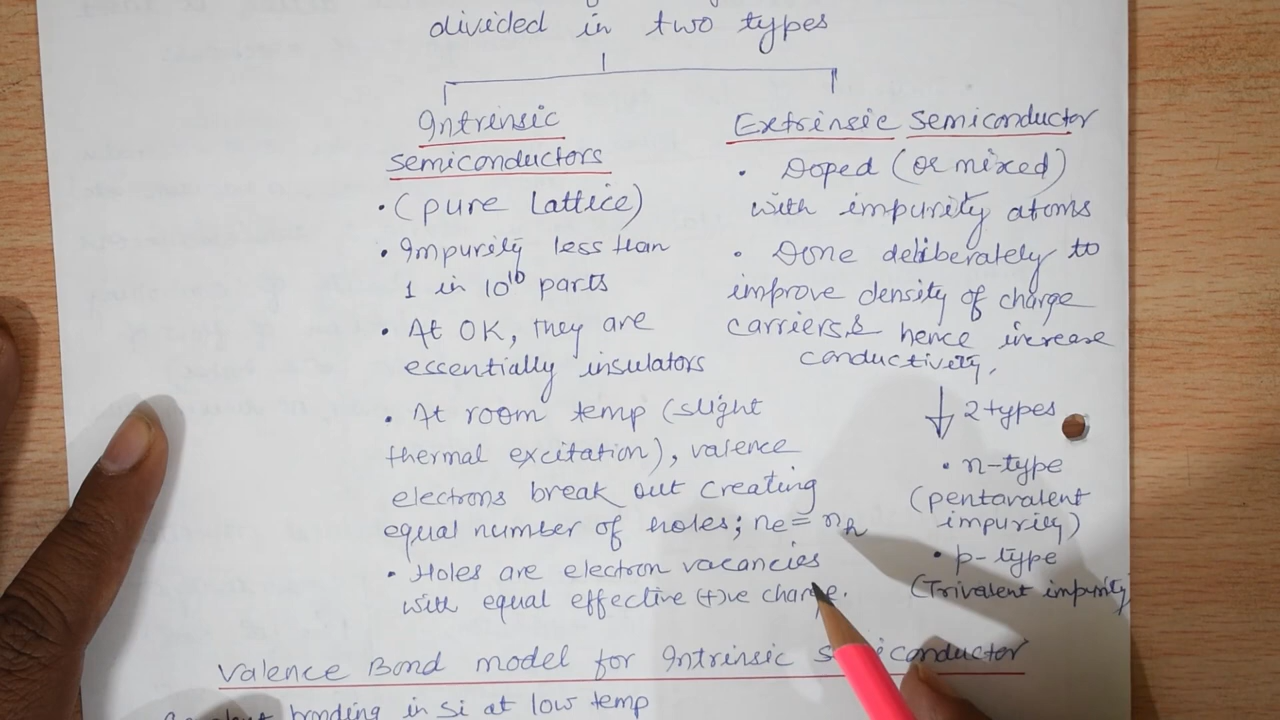 divided in two types
Intrinsic
semiconductors
• (pure lattice)
• Impurity less than
1 in 10¹⁰ parts
• At 0K, they are
essentially insulators
• At room temp (slight
thermal excitation), valence
electrons break out creating
equal number of holes; ne = nh
• Holes are electron vacancies
with equal effective (+)ve charge.
Extrinsic semiconductor
• Doped (or mixed)
with impurity atoms
• Done deliberately to
improve density of charge
carriers & hence increase
conductivity.
↓ 2 types
• n-type
(pentavalent
impurity)
• p-type
(Trivalent impurity
Valence Bond model for Intrinsic semiconductor
bonding in si at low temp